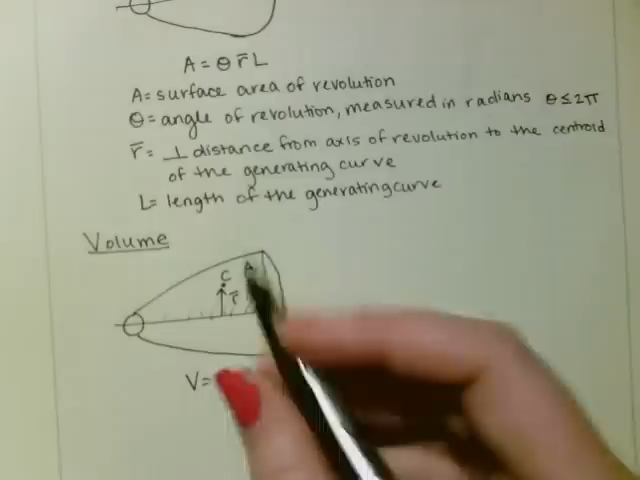 A = θ r̄ L
A = surface area of revolution
θ = angle of revolution, measured in radians θ ≤ 2π
r̄ = ⊥ distance from axis of revolution to the centroid
of the generating curve
L = length of the generating curve
Volume
C
A
r̄
V =